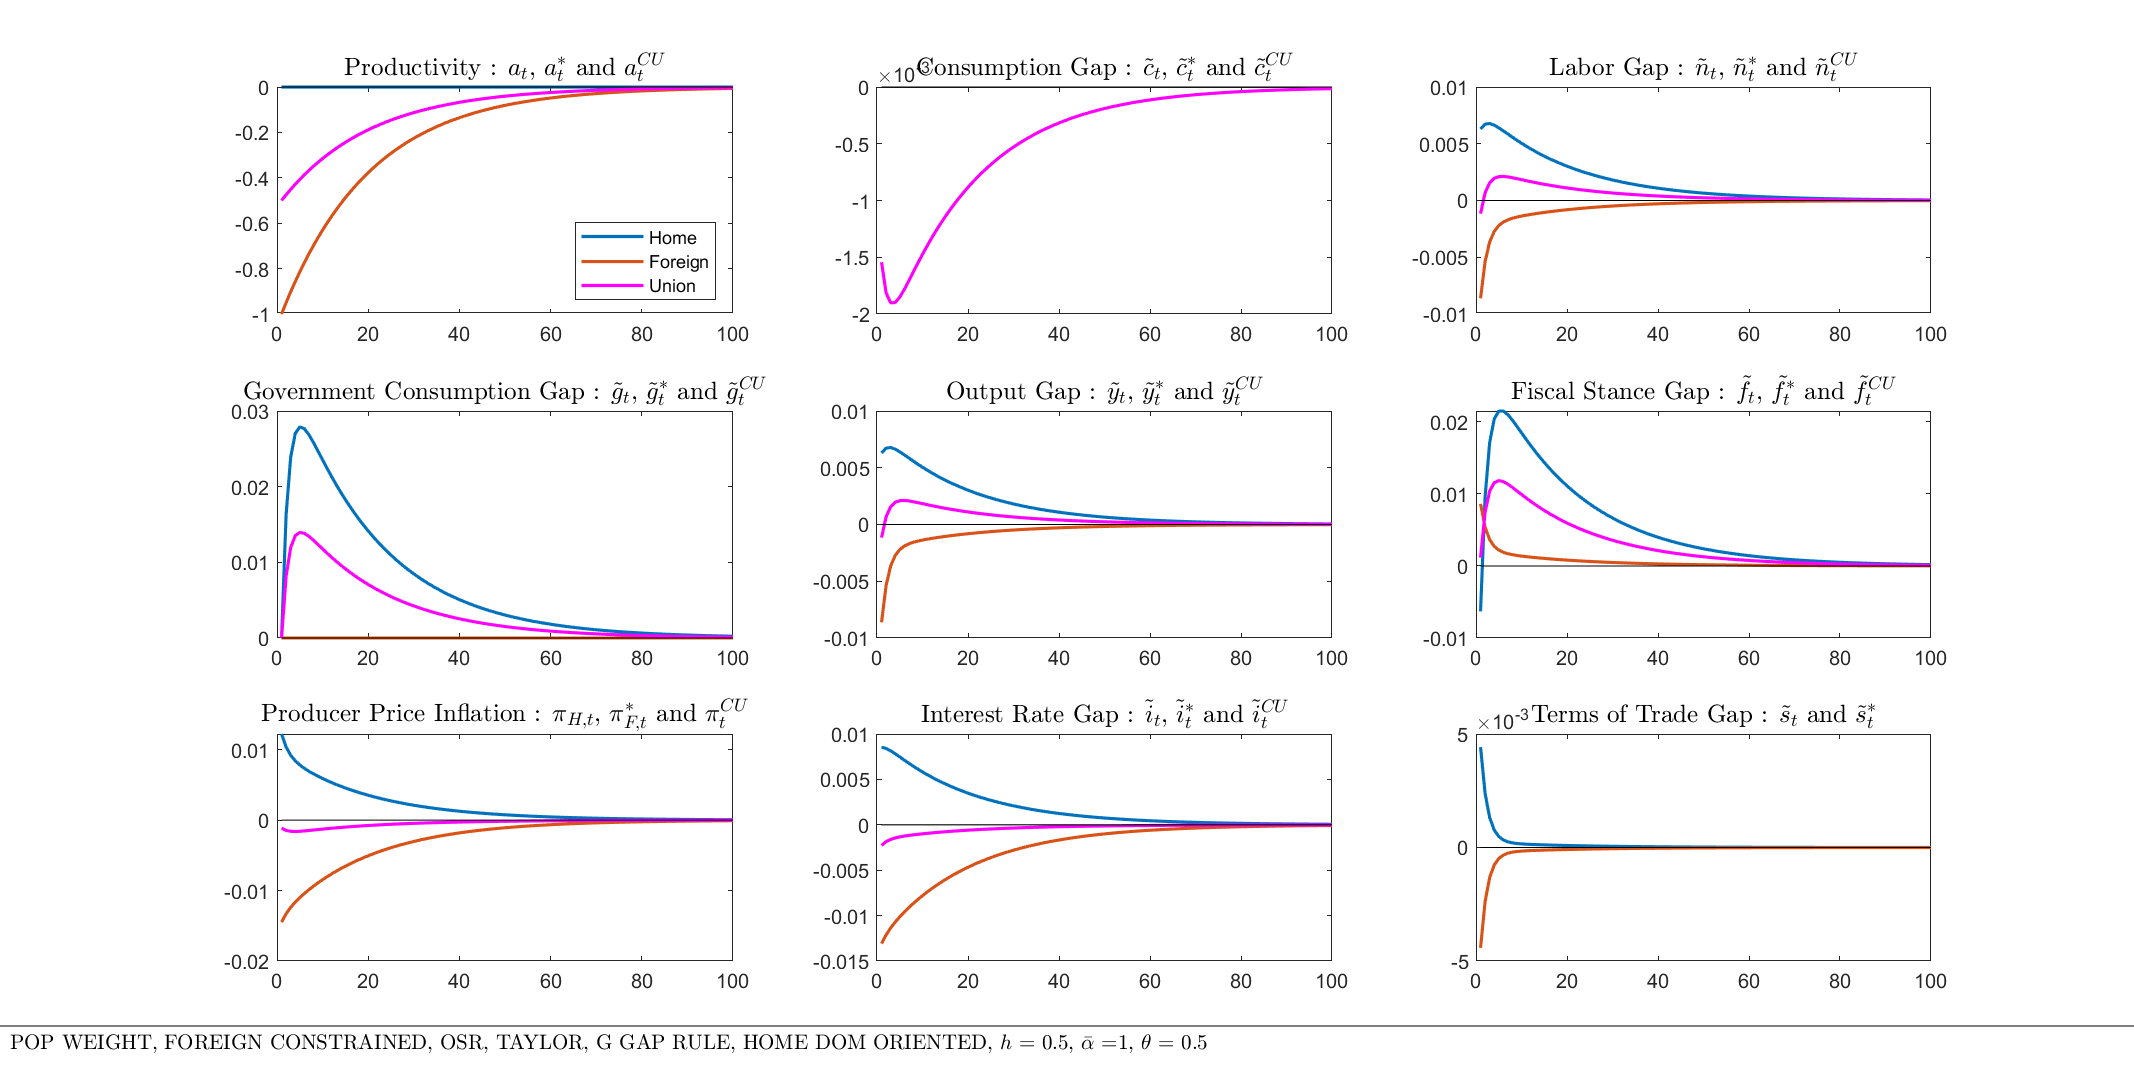 Productivity : a_t, a_t^* and a_t^{CU}
0
-0.2
-0.4
-0.6
-0.8
-1
0 20 40 60 80 100
Home
Foreign
Union
×10^{-3} Consumption Gap : c̃_t, c̃_t^* and c̃_t^{CU}
0
-0.5
-1
-1.5
-2
0 20 40 60 80 100
Labor Gap : ñ_t, ñ_t^* and ñ_t^{CU}
0.01
0.005
0
-0.005
-0.01
0 20 40 60 80 100
Government Consumption Gap : g̃_t, g̃_t^* and g̃_t^{CU}
0.03
0.02
0.01
0
0 20 40 60 80 100
Output Gap : ỹ_t, ỹ_t^* and ỹ_t^{CU}
0.01
0.005
0
-0.005
-0.01
0 20 40 60 80 100
Fiscal Stance Gap : f̃_t, f̃_t^* and f̃_t^{CU}
0.02
0.01
0
-0.01
0 20 40 60 80 100
Producer Price Inflation : π_{H,t}, π_{F,t}^* and π_t^{CU}
0.01
0
-0.01
-0.02
0 20 40 60 80 100
Interest Rate Gap : ĩ_t, ĩ_t^* and ĩ_t^{CU}
0.01
0.005
0
-0.005
-0.01
-0.015
0 20 40 60 80 100
×10^{-3} Terms of Trade Gap : s̃_t and s̃_t^*
5
0
-5
0 20 40 60 80 100
POP WEIGHT, FOREIGN CONSTRAINED, OSR, TAYLOR, G GAP RULE, HOME DOM ORIENTED, h = 0.5, ᾱ =1, θ = 0.5